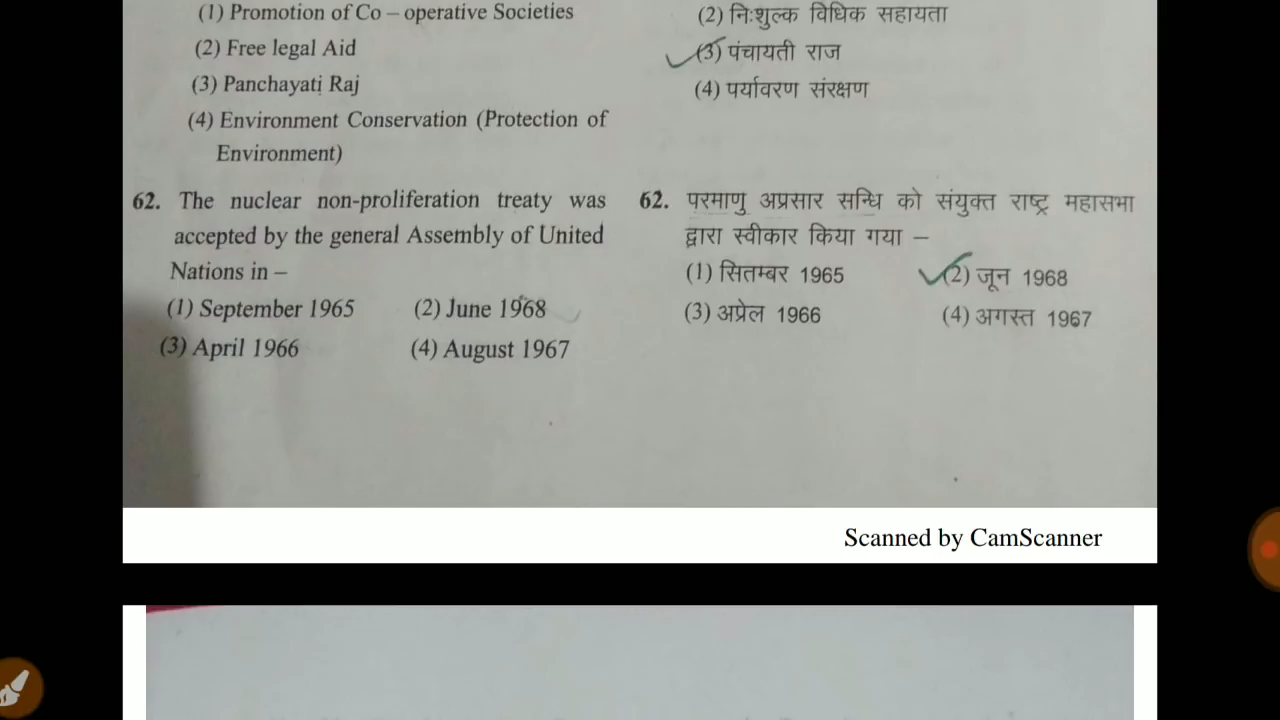 (1) Promotion of Co – operative Societies
(2) Free legal Aid
(3) Panchayati Raj
(4) Environment Conservation (Protection of
Environment)
62. The nuclear non-proliferation treaty was
accepted by the general Assembly of United
Nations in –
(1) September 1965 (2) June 1968
(3) April 1966 (4) August 1967
(2) निःशुल्क विधिक सहायता
(3) पंचायती राज
(4) पर्यावरण संरक्षण
62. परमाणु अप्रसार सन्धि को संयुक्त राष्ट्र महासभा
द्वारा स्वीकार किया गया –
(1) सितम्बर 1965 (2) जून 1968
(3) अप्रेल 1966 (4) अगस्त 1967
Scanned by CamScanner